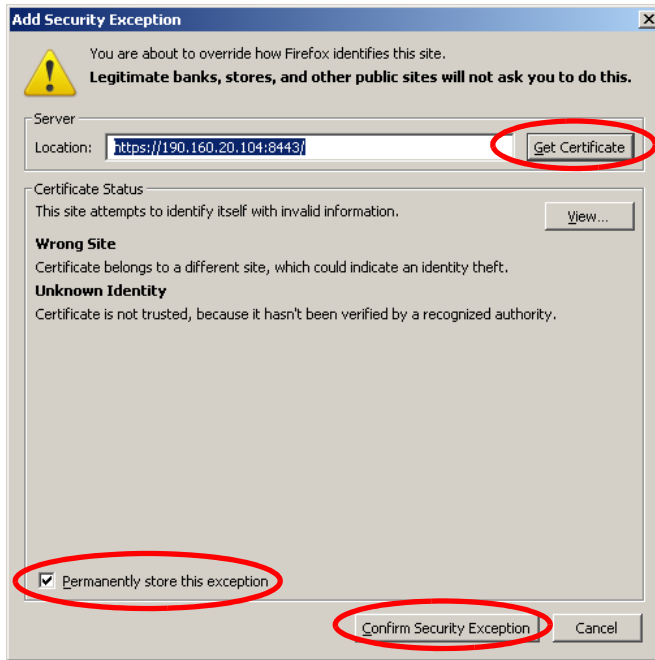 Add Security Exception
You are about to override how Firefox identifies this site.
Legitimate banks, stores, and other public sites will not ask you to do this.
Server
Location: https://190.160.20.104:8443/ Get Certificate
Certificate Status
This site attempts to identify itself with invalid information. View...
Wrong Site
Certificate belongs to a different site, which could indicate an identity theft.
Unknown Identity
Certificate is not trusted, because it hasn't been verified by a recognized authority.
Permanently store this exception
Confirm Security Exception Cancel